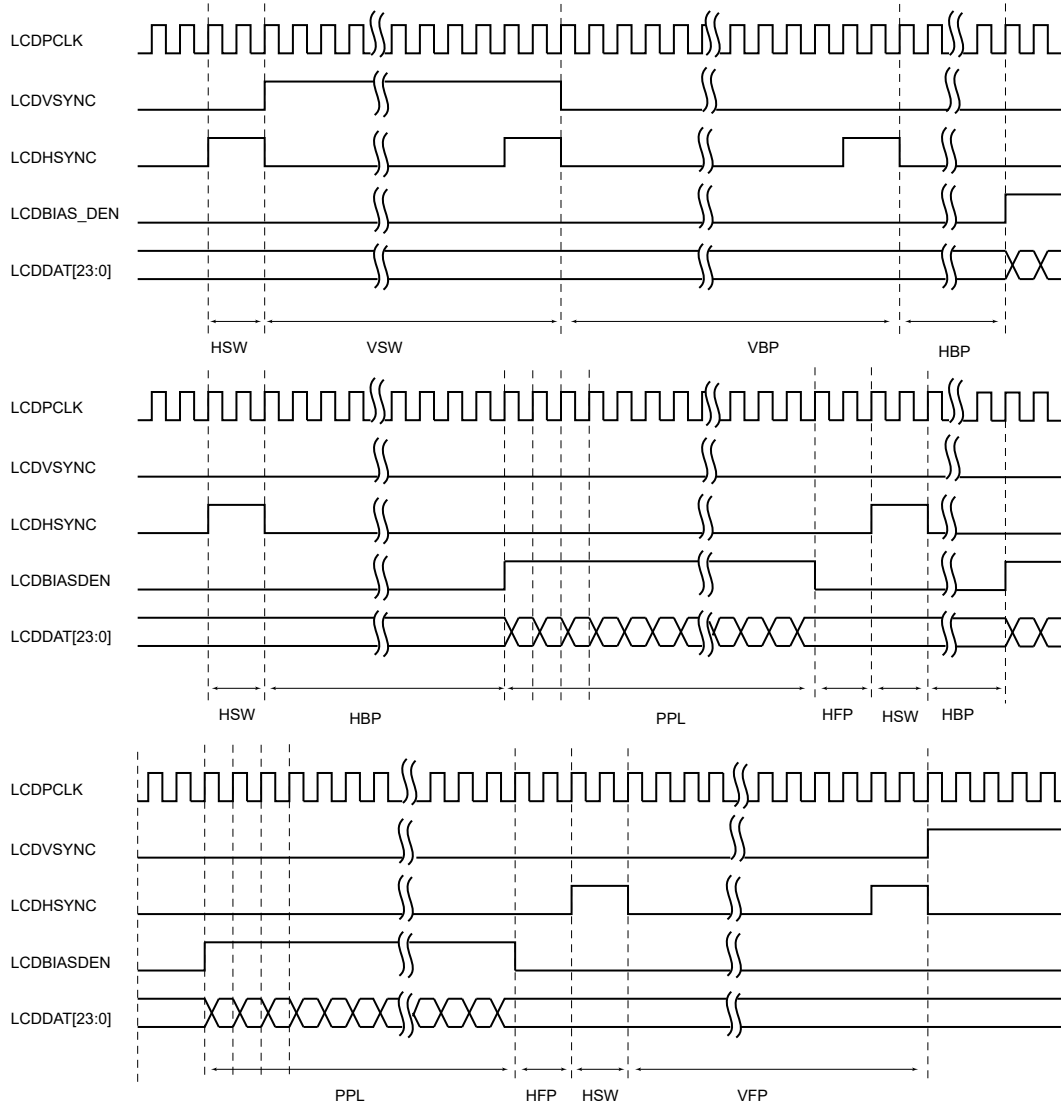 LCDPCLK
LCDVSYNC
LCDHSYNC
LCDBIAS_DEN
LCDDAT[23:0]
HSW VSW VBP HBP
LCDPCLK
LCDVSYNC
LCDHSYNC
LCDBIASDEN
LCDDAT[23:0]
HSW HBP PPL HFP HSW HBP
LCDPCLK
LCDVSYNC
LCDHSYNC
LCDBIASDEN
LCDDAT[23:0]
PPL HFP HSW VFP